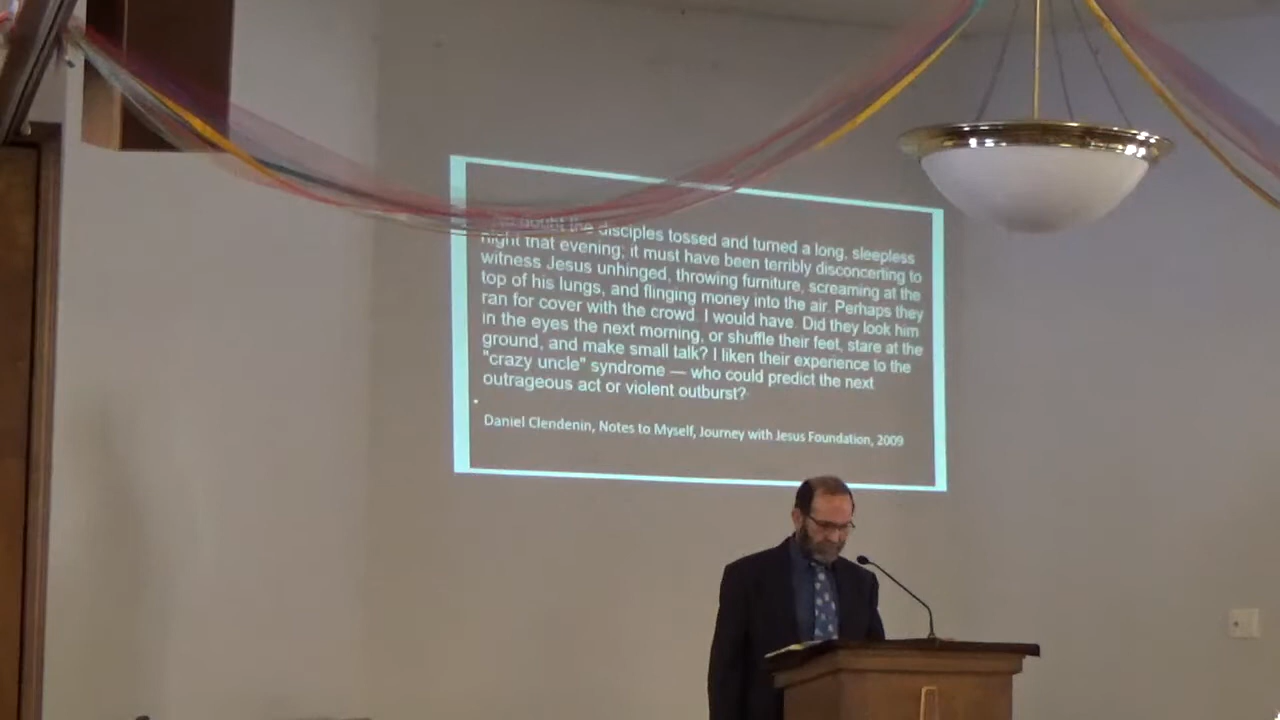 No doubt the disciples tossed and turned a long, sleepless
night that evening; it must have been terribly disconcerting to
witness Jesus unhinged, throwing furniture, screaming at the
top of his lungs, and flinging money into the air. Perhaps they
ran for cover with the crowd. I would have. Did they look him
in the eyes the next morning, or shuffle their feet, stare at the
ground, and make small talk? I liken their experience to the
"crazy uncle" syndrome — who could predict the next
outrageous act or violent outburst?
Daniel Clendenin, Notes to Myself, Journey with Jesus Foundation, 2009